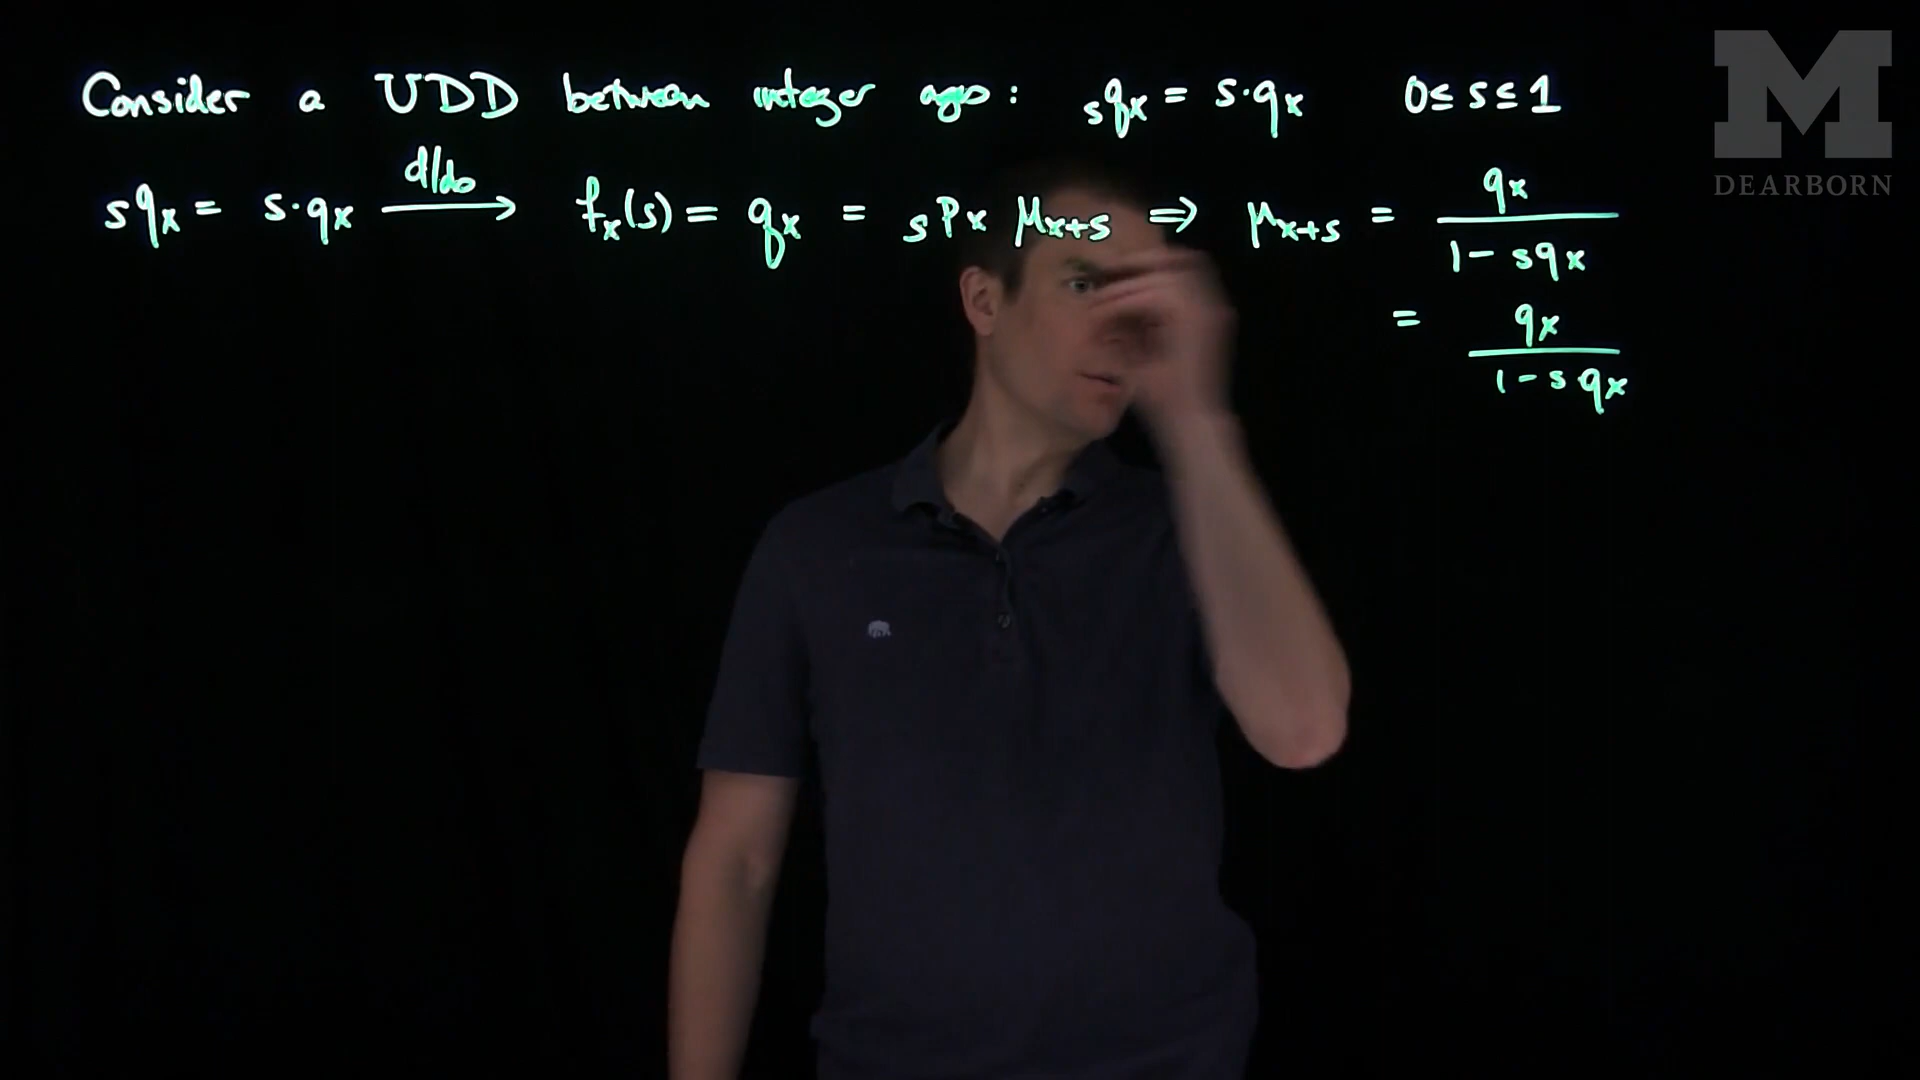 Consider a UDD between integer ages: ₛqₓ = s·qₓ 0 ≤ s ≤ 1
ₛqₓ = s·qₓ d/ds → fₓ(s) = qₓ = ₛpₓ μₓ₊ₛ ⇒ μₓ₊ₛ = qₓ / (1 - ₛqₓ)
= qₓ / (1 - s·qₓ)
M
DEARBORN